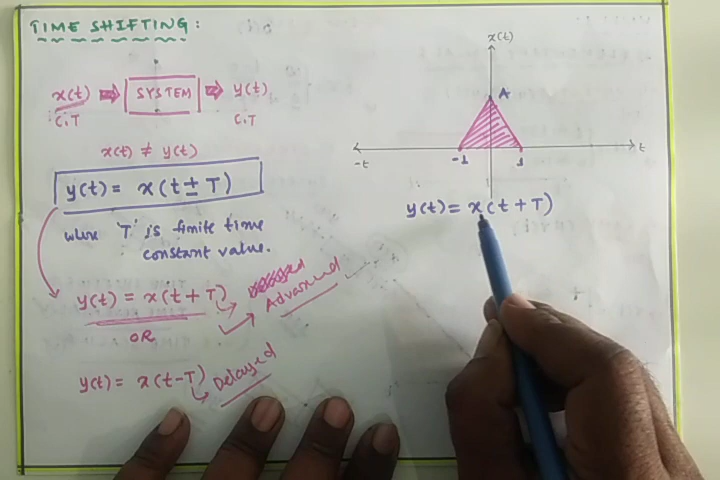 TIME SHIFTING:
x(t) ⇒ SYSTEM ⇒ y(t)
C.T C.T
x(t) ≠ y(t)
y(t) = x(t ± T)
where 'T' is finite time
constant value.
y(t) = x(t + T) Advanced
OR
y(t) = x(t-T) Delayed
x(t)
A
-t -1 1 t
y(t) = x(t + T)